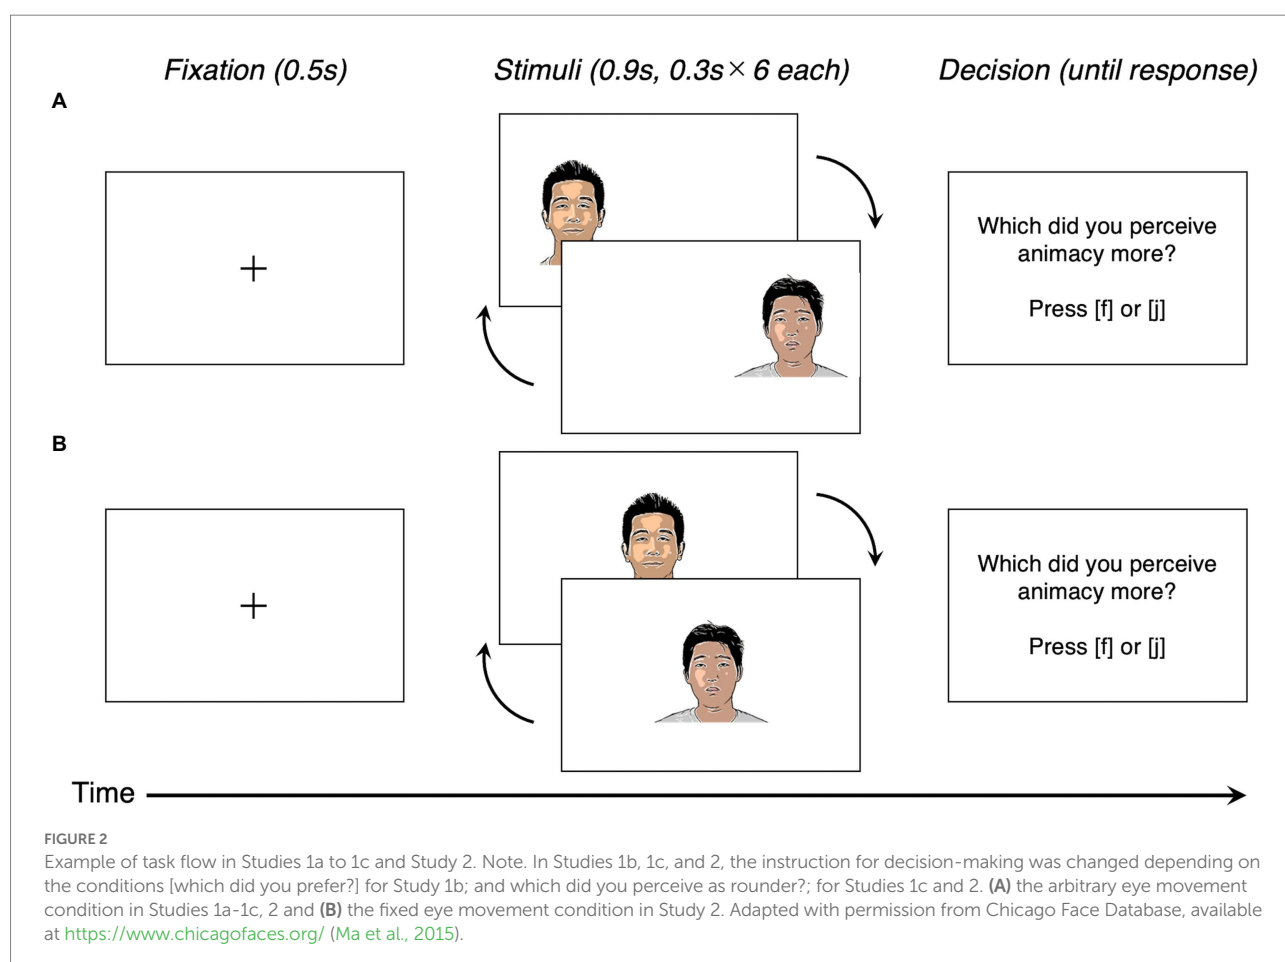 Fixation (0.5s) Stimuli (0.9s, 0.3s × 6 each) Decision (until response)
A
+
Which did you perceive
animacy more?
Press [f] or [j]
B
+
Which did you perceive
animacy more?
Press [f] or [j]
Time
FIGURE 2
Example of task flow in Studies 1a to 1c and Study 2. Note. In Studies 1b, 1c, and 2, the instruction for decision-making was changed depending on
the conditions [which did you prefer?] for Study 1b; and which did you perceive as rounder?; for Studies 1c and 2. (A) the arbitrary eye movement
condition in Studies 1a-1c, 2 and (B) the fixed eye movement condition in Study 2. Adapted with permission from Chicago Face Database, available
at https://www.chicagofaces.org/ (Ma et al., 2015).